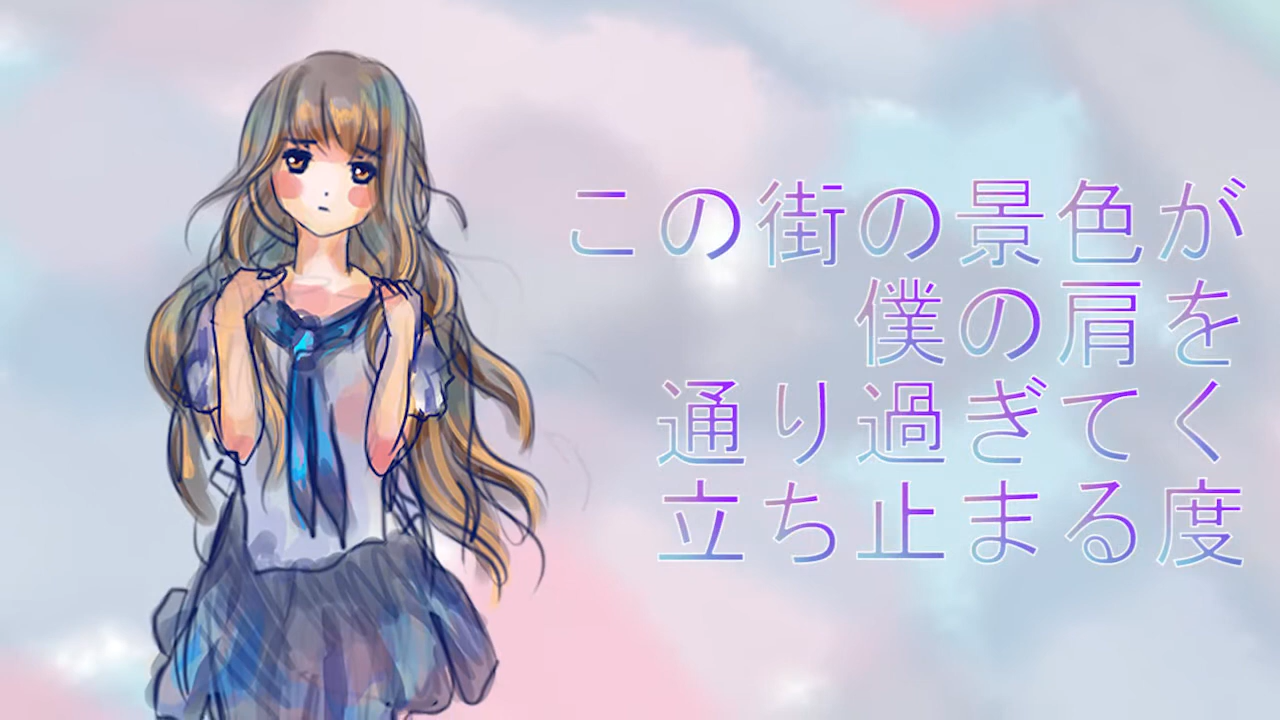 この街の景色が
僕の肩を
通り過ぎてく
立ち止まる度